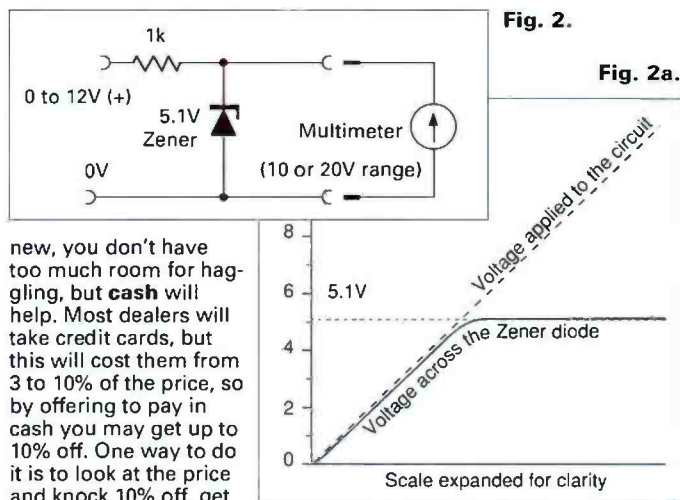 Fig. 2.
1k
0 to 12V (+)
5.1V
Zener
Multimeter
(10 or 20V range)
0V
Fig. 2a.
new, you don't have
too much room for hag-
gling, but cash will
help. Most dealers will
take credit cards, but
this will cost them from
3 to 10% of the price, so
by offering to pay in
cash you may get up to
10% off. One way to do
it is to look at the price
and knock 10% off, get
8
6
4
2
0
5.1V
Voltage applied to the circuit
Voltage across the Zener diode
Scale expanded for clarity